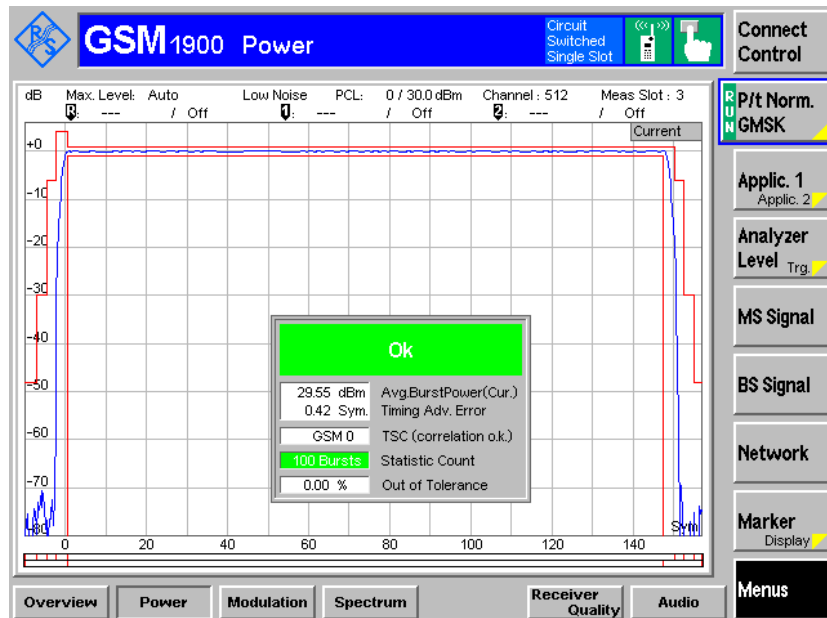 R&S
GSM 1900 Power
Circuit
Switched
Single Slot
Connect
Control
dB Max. Level: Auto Low Noise PCL: 0 / 30.0 dBm Channel : 512 Meas Slot : 3
R: --- / Off 1: --- / Off 2: --- / Off
Current
RUN
P/t Norm.
GMSK
+0
-10
-20
-30
-40
-50
-60
-70
-80
Ok
29.55 dBm Avg.BurstPower(Cur.)
0.42 Sym. Timing Adv. Error
GSM 0 TSC (correlation o.k.)
100 Bursts Statistic Count
0.00 % Out of Tolerance
Sym
0 20 40 60 80 100 120 140
Applic. 1
Applic. 2
Analyzer
Level Trg.
MS Signal
BS Signal
Network
Marker
Display
Menus
Overview Power Modulation Spectrum Receiver Quality Audio